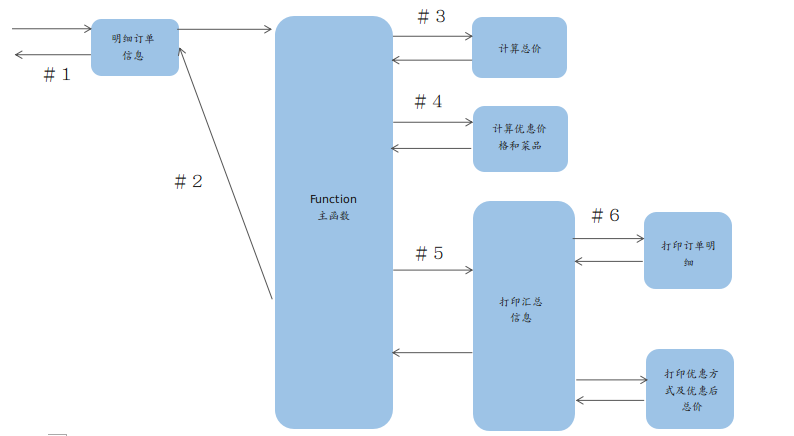 #3
明细订单
信息
计算总价
#1
#4
计算优惠价
格和菜品
#2
Function
主函数
#6
#5
打印订单明
细
打印汇总
信息
打印优惠方
式及优惠后
总价